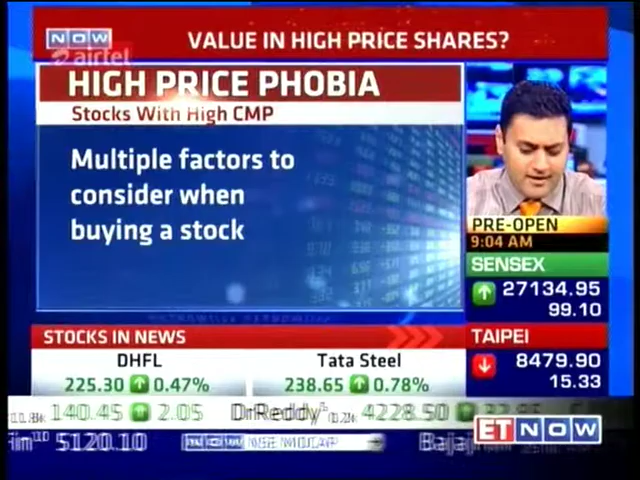 NOW
airtel
VALUE IN HIGH PRICE SHARES?
HIGH PRICE PHOBIA
Stocks With High CMP
Multiple factors to
consider when
buying a stock
PRE-OPEN
9:04 AM
SENSEX
27134.95
99.10
STOCKS IN NEWS
DHFL
225.30 0.47%
Tata Steel
238.65 0.78%
TAIPEI
8479.90
15.33
140.45 2.05 DrReddy 4228.50
5120.10 NOW NSE MIDCAP
ET NOW